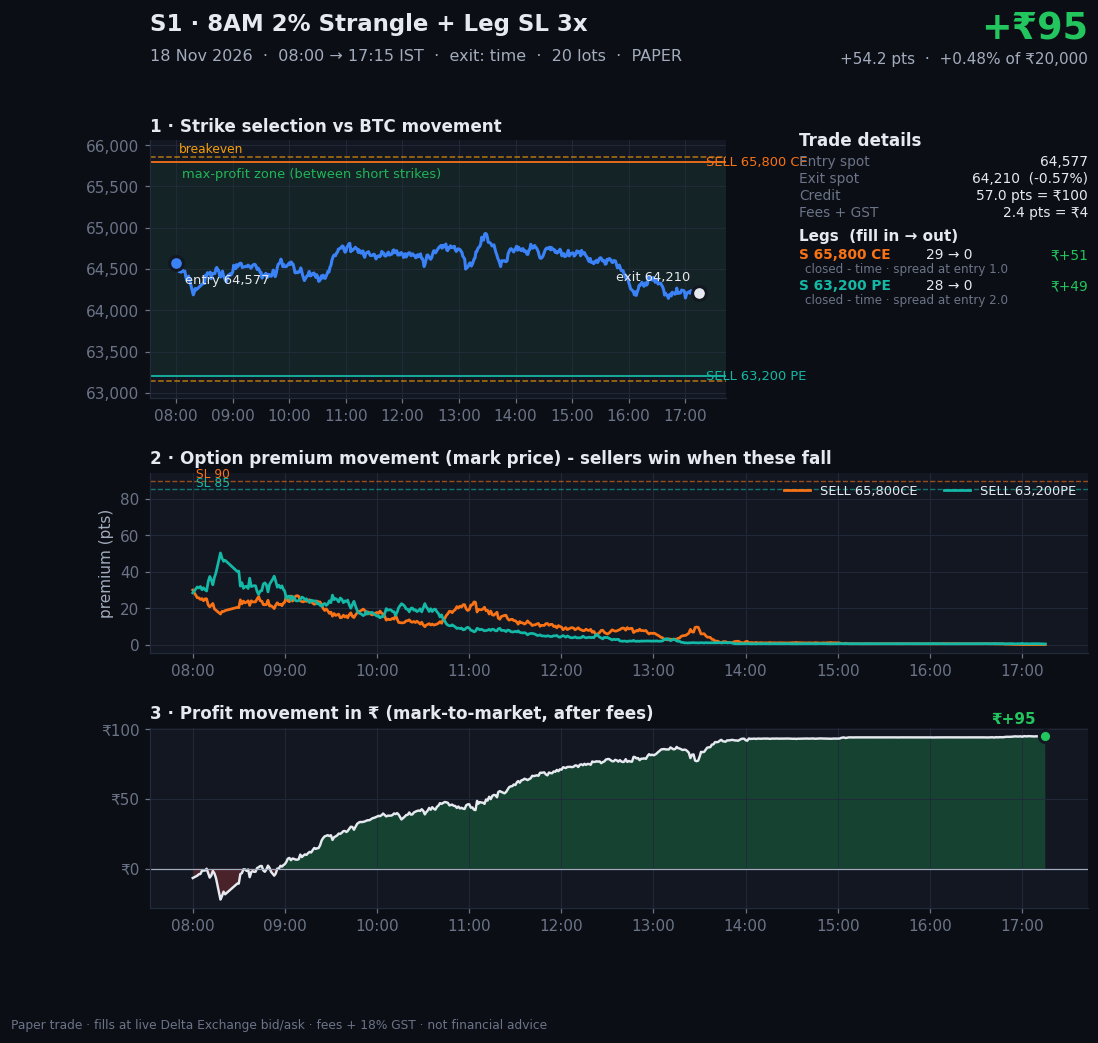 S1 · 8AM 2% Strangle + Leg SL 3x
+₹95
18 Nov 2026 · 08:00 → 17:15 IST · exit: time · 20 lots · PAPER
+54.2 pts · +0.48% of ₹20,000
1 · Strike selection vs BTC movement
66,000
65,500
65,000
64,500
64,000
63,500
63,000
breakeven
SELL 65,800 CE
max-profit zone (between short strikes)
entry 64,577
exit 64,210
SELL 63,200 PE
08:00 09:00 10:00 11:00 12:00 13:00 14:00 15:00 16:00 17:00
Trade details
Entry spot 64,577
Exit spot 64,210 (-0.57%)
Credit 57.0 pts = ₹100
Fees + GST 2.4 pts = ₹4
Legs (fill in → out)
S 65,800 CE 29 → 0 ₹+51
closed - time · spread at entry 1.0
S 63,200 PE 28 → 0 ₹+49
closed - time · spread at entry 2.0
2 · Option premium movement (mark price) - sellers win when these fall
SL 90
SL 85
SELL 65,800CE SELL 63,200PE
premium (pts)
80
60
40
20
0
08:00 09:00 10:00 11:00 12:00 13:00 14:00 15:00 16:00 17:00
3 · Profit movement in ₹ (mark-to-market, after fees)
₹+95
₹100
₹50
₹0
08:00 09:00 10:00 11:00 12:00 13:00 14:00 15:00 16:00 17:00
Paper trade · fills at live Delta Exchange bid/ask · fees + 18% GST · not financial advice